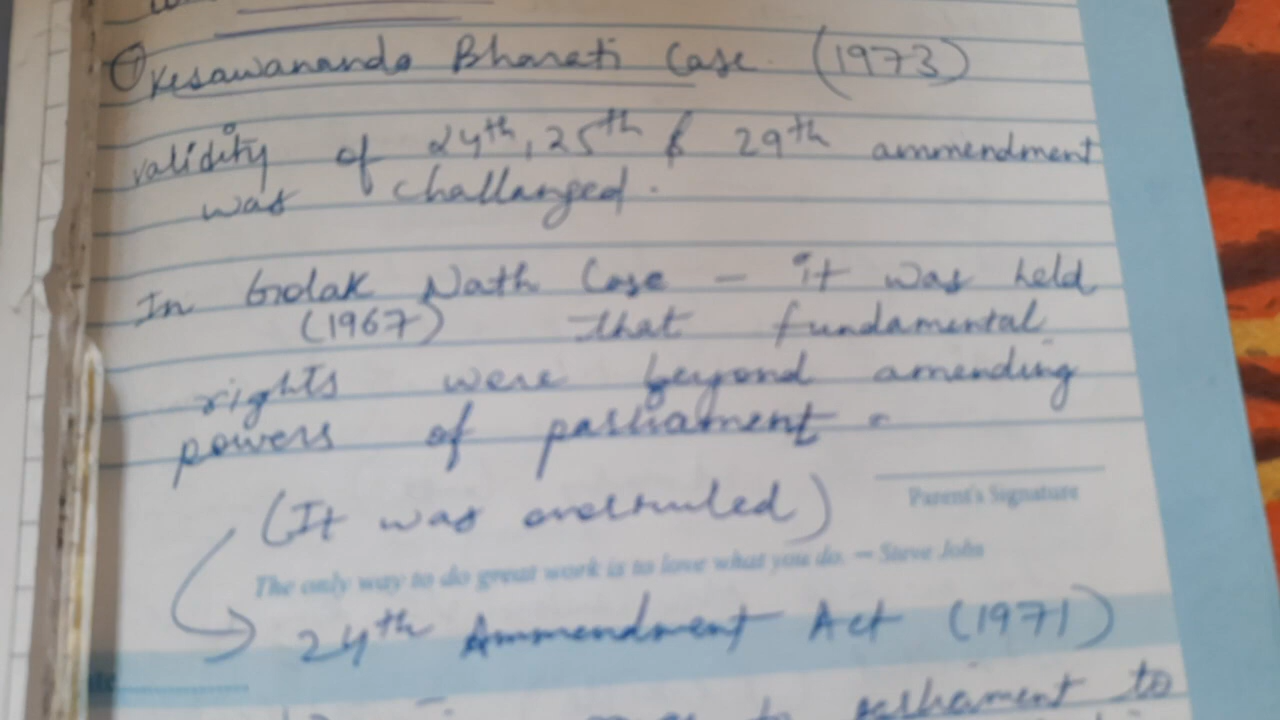 ① Kesawananda Bharati Case (1973)
validity of 24th, 25th & 29th ammendment
was challanged.
In Golak Nath Case – it was held
(1967) that fundamental
rights were beyond amending
powers of parliament.
Parent's Signature
(It was overruled)
The only way to do great work is to love what you do. — Steve Jobs
24th Ammendment Act (1971)
parliament to